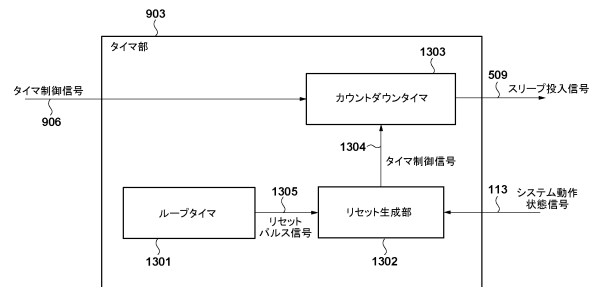 903
タイマ部
1303
タイマ制御信号
906
カウントダウンタイマ
509
スリープ投入信号
1304
タイマ制御信号
1305
113
システム動作
状態信号
ループタイマ
リセット
パルス信号
リセット生成部
1301
1302